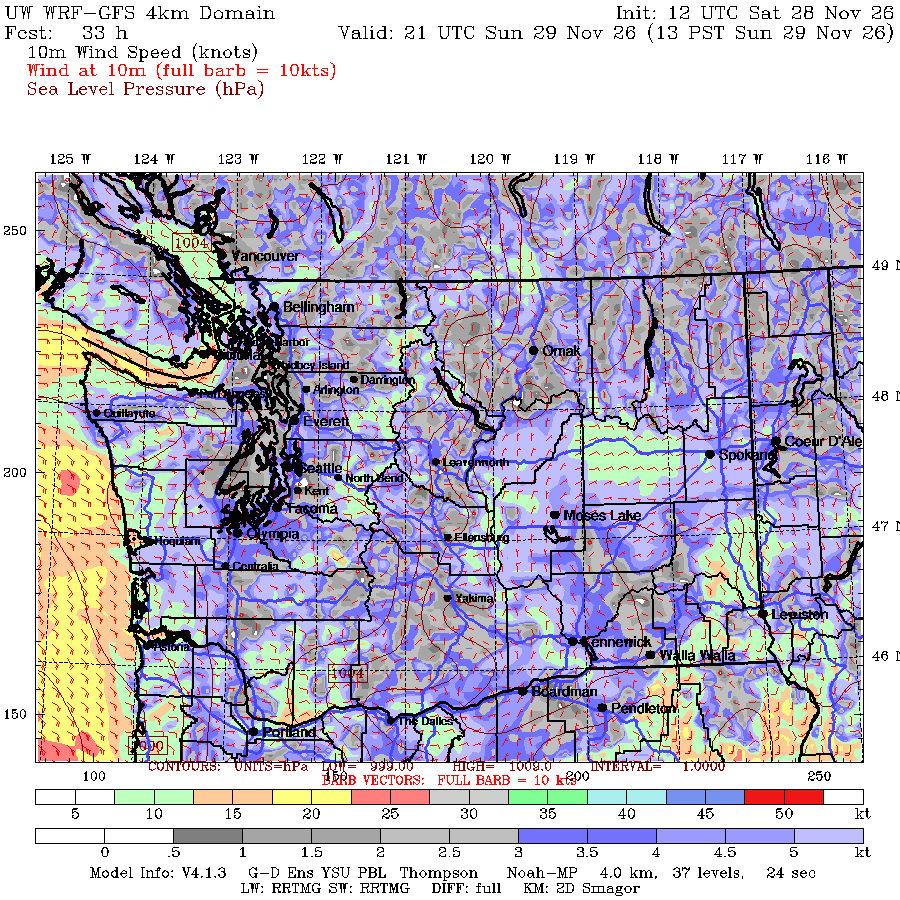 UW WRF-GFS 4km Domain Init: 12 UTC Sat 28 Nov 26
Fcst: 33 h Valid: 21 UTC Sun 29 Nov 26 (13 PST Sun 29 Nov 26)
10m Wind Speed (knots)
Wind at 10m (full barb = 10kts)
Sea Level Pressure (hPa)
125 W 124 W 123 W 122 W 121 W 120 W 119 W 118 W 117 W 116 W
250
1004
Vancouver
49 N
Bellingham
Omak
Whidbey Island
Darrington
Arlington
48 N
Quillayute
Everett
Coeur D'Alene
Spokane
Leavenworth
200
Seattle
North Bend
Kent
Tacoma
Moses Lake
47 N
Olympia
Ellensburg
Hoquiam
Centralia
Yakima
Lewiston
Kennewick
Astoria
Walla Walla
46 N
1004
Boardman
Pendleton
150
The Dalles
Portland
1000
CONTOURS: UNITS=hPa LOW= 999.00 HIGH= 1009.0 INTERVAL= 1.0000
100 150 200 250
BARB VECTORS: FULL BARB = 10 kts
5 10 15 20 25 30 35 40 45 50 kt
0 .5 1 1.5 2 2.5 3 3.5 4 4.5 5 kt
Model Info: V4.1.3 G-D Ens YSU PBL Thompson Noah-MP 4.0 km, 37 levels, 24 sec
LW: RRTMG SW: RRTMG DIFF: full KM: 2D Smagor